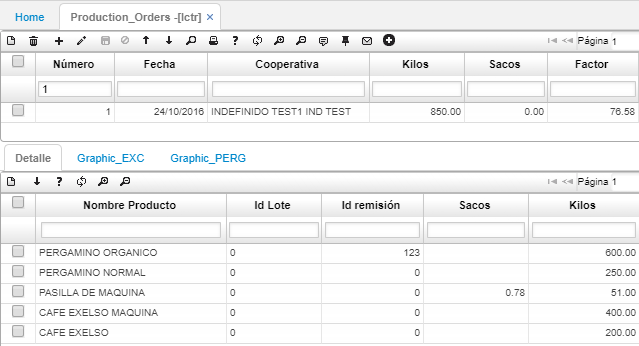 Home Production_Orders -[lctr] ×
Página 1
Número Fecha Cooperativa Kilos Sacos Factor
1
1 24/10/2016 INDEFINIDO TEST1 IND TEST 850.00 0.00 76.58
Detalle Graphic_EXC Graphic_PERG
Página 1
Nombre Producto Id Lote Id remisión Sacos Kilos
PERGAMINO ORGANICO 0 123 600.00
PERGAMINO NORMAL 0 0 250.00
PASILLA DE MAQUINA 0 0 0.78 51.00
CAFE EXELSO MAQUINA 0 0 400.00
CAFE EXELSO 0 0 200.00